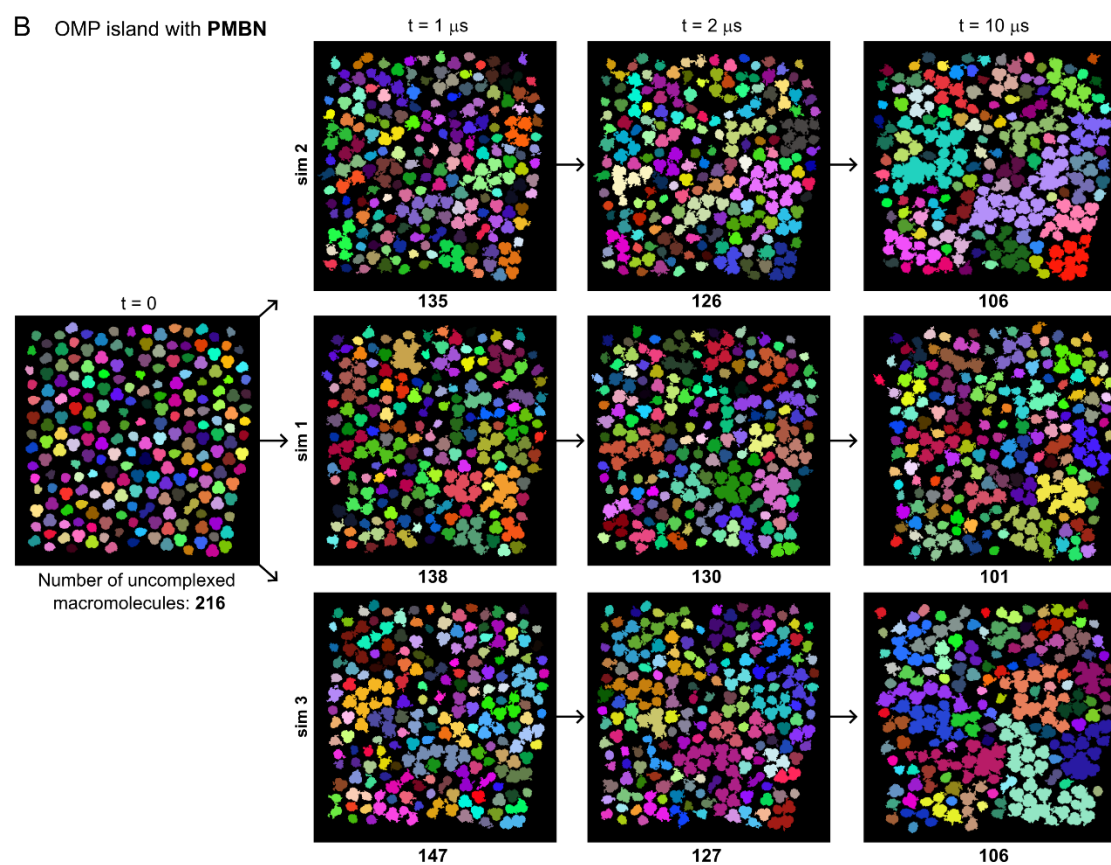 B OMP island with PMBN
t = 1 μs
t = 2 μs
t = 10 μs
sim 2
135
126
106
t = 0
sim 1
Number of uncomplexed
macromolecules: 216
138
130
101
sim 3
147
127
106